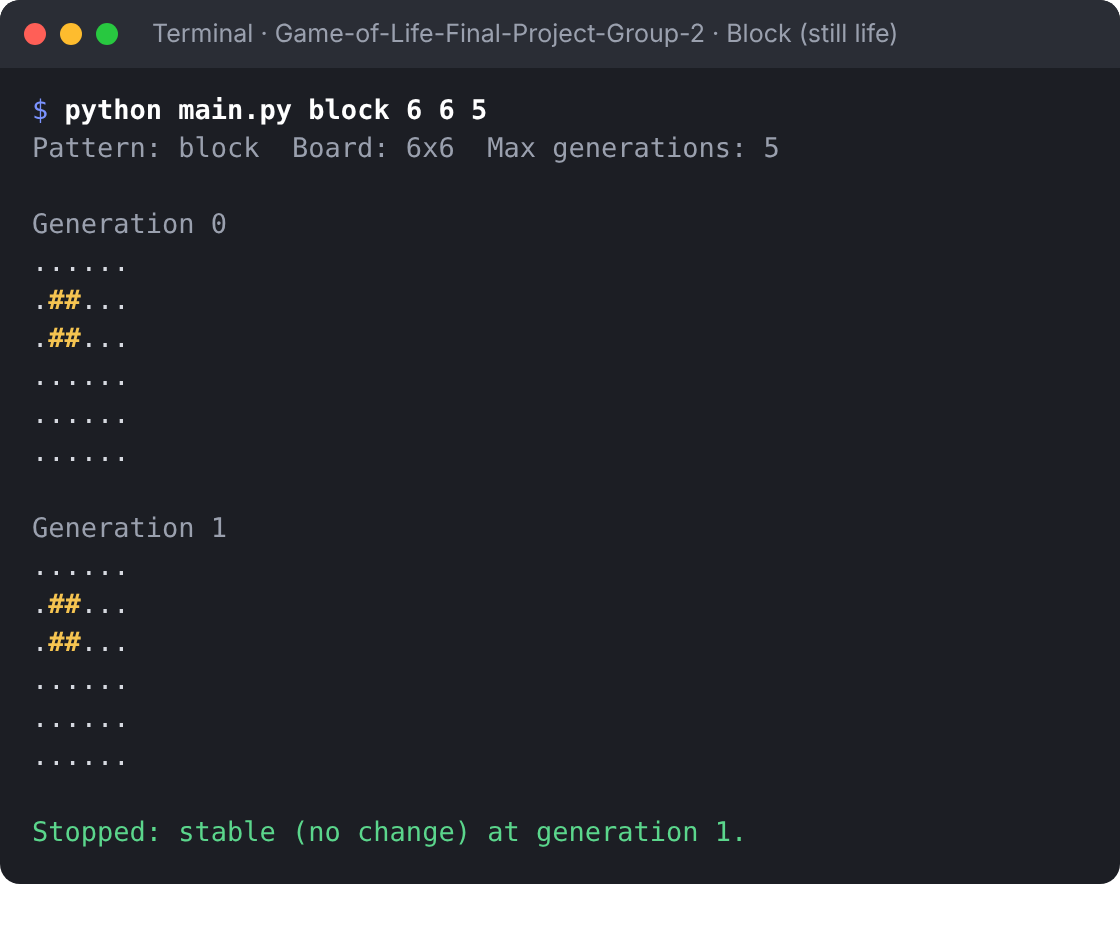 Terminal · Game-of-Life-Final-Project-Group-2 · Block (still life)
$ python main.py block 6 6 5
Pattern: block  Board: 6x6  Max generations: 5
Generation 0
......
.##...
.##...
......
......
......
Generation 1
......
.##...
.##...
......
......
......
Stopped: stable (no change) at generation 1.